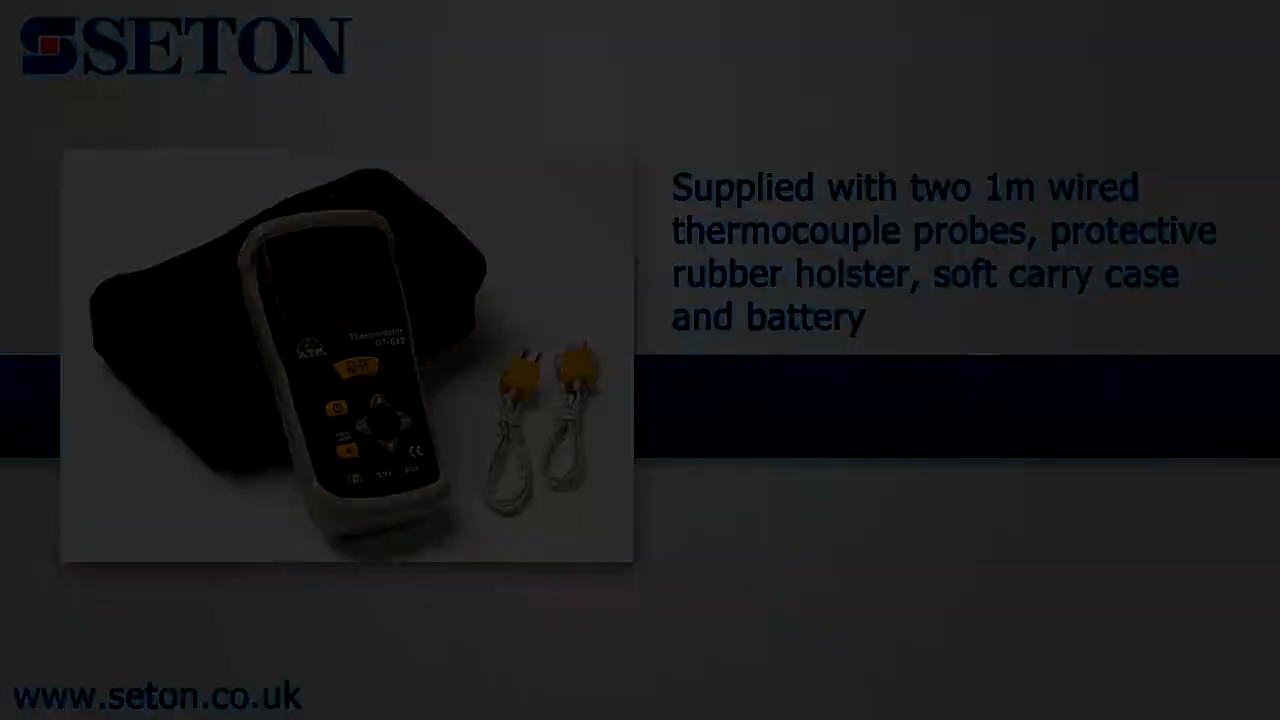 SETON
Supplied with two 1m wired
thermocouple probes, protective
rubber holster, soft carry case
and battery
Thermometer
CE
www.seton.co.uk